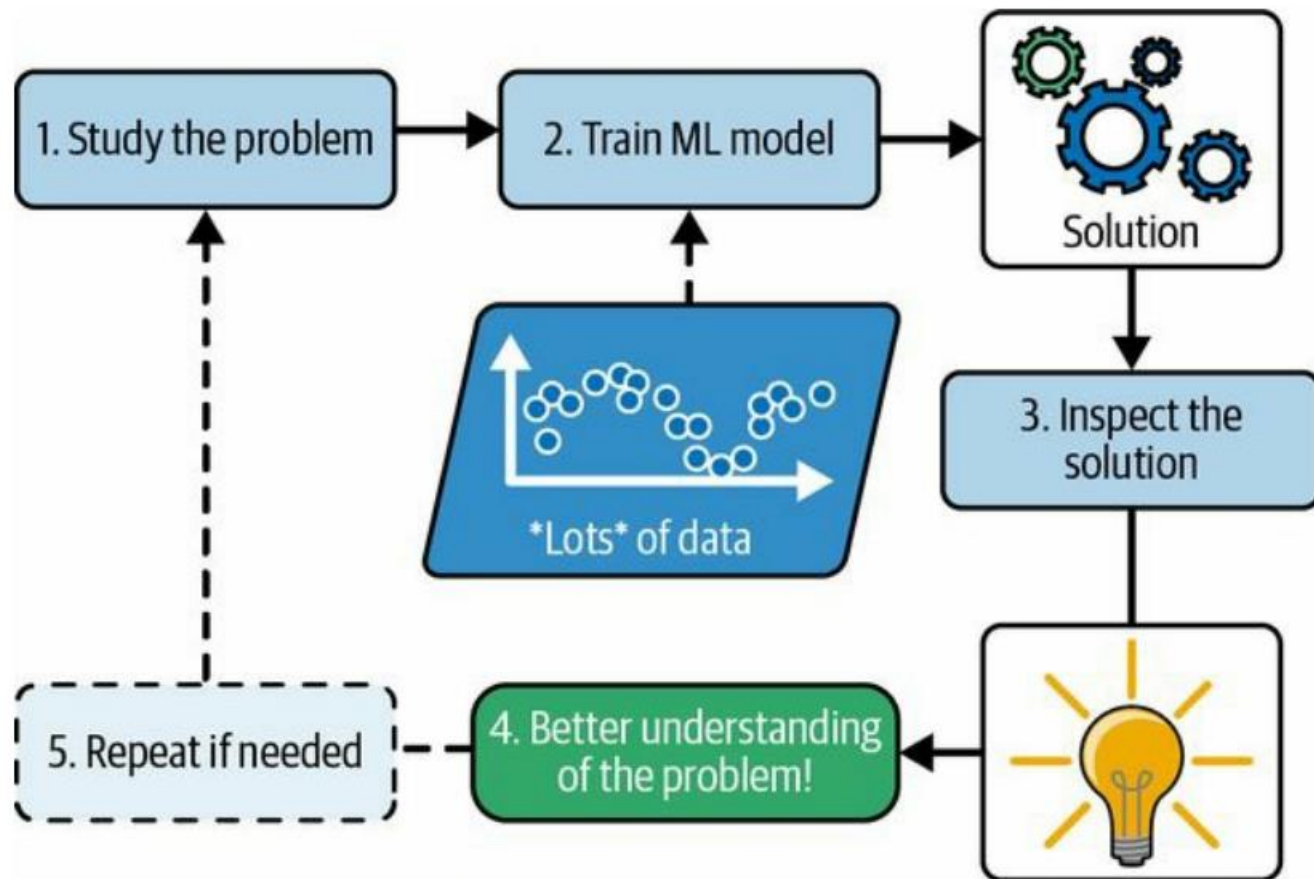 1. Study the problem
2. Train ML model
Solution
*Lots* of data
3. Inspect the
solution
4. Better understanding
of the problem!
5. Repeat if needed